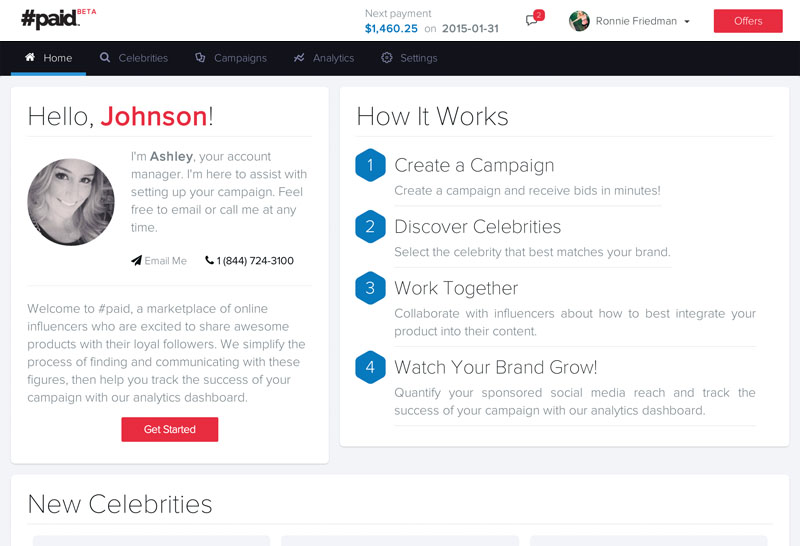 #paid BETA
Next payment
$1,460.25 on 2015-01-31
2
Ronnie Friedman
Offers
Home
Celebrities
Campaigns
Analytics
Settings
Hello, Johnson!
I'm Ashley, your account
manager. I'm here to assist with
setting up your campaign. Feel
free to email or call me at any
time.
Email Me
1 (844) 724-3100
Welcome to #paid, a marketplace of online
influencers who are excited to share awesome
products with their loyal followers. We simplify the
process of finding and communicating with these
figures, then help you track the success of your
campaign with our analytics dashboard.
Get Started
How It Works
1 Create a Campaign
Create a campaign and receive bids in minutes!
2 Discover Celebrities
Select the celebrity that best matches your brand.
3 Work Together
Collaborate with influencers about how to best integrate your
product into their content.
4 Watch Your Brand Grow!
Quantify your sponsored social media reach and track the
success of your campaign with our analytics dashboard.
New Celebrities